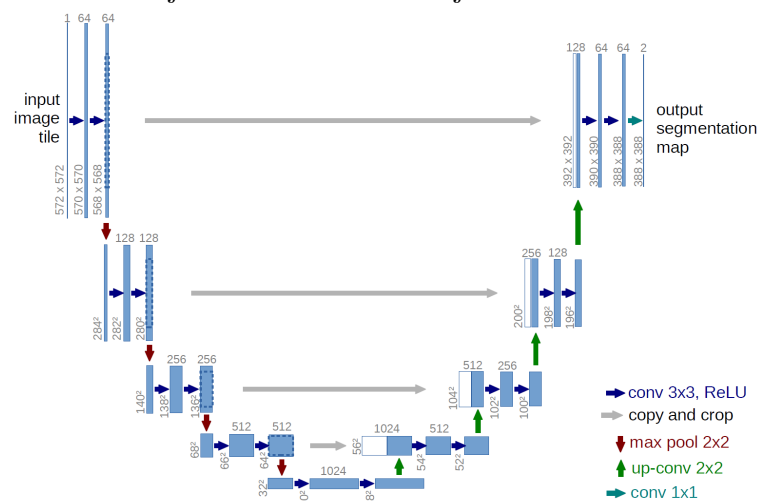 1 64 64
128 64 64 2
input
image
tile
output
segmentation
map
572 x 572
570 x 570
568 x 568
392 x 392
390 x 390
388 x 388
388 x 388
128 128
256 128
284²
282²
280²
200²
198²
196²
256 256
512 256
140²
138²
136²
104²
102²
100²
512 512
1024 512
68²
66²
64²
56²
54²
52²
1024
32²
0²
8²
conv 3x3, ReLU
copy and crop
max pool 2x2
up-conv 2x2
conv 1x1